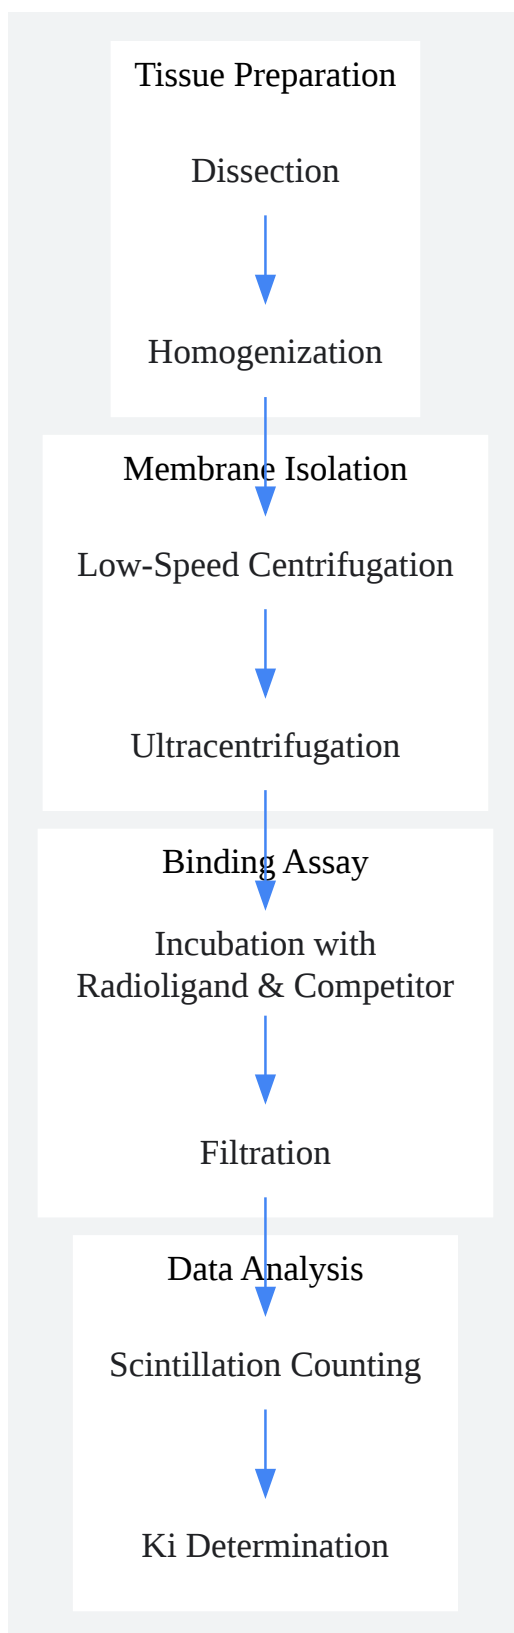 Tissue Preparation
Dissection
Homogenization
Membrane Isolation
Low-Speed Centrifugation
Ultracentrifugation
Binding Assay
Incubation with
Radioligand & Competitor
Filtration
Data Analysis
Scintillation Counting
Ki Determination